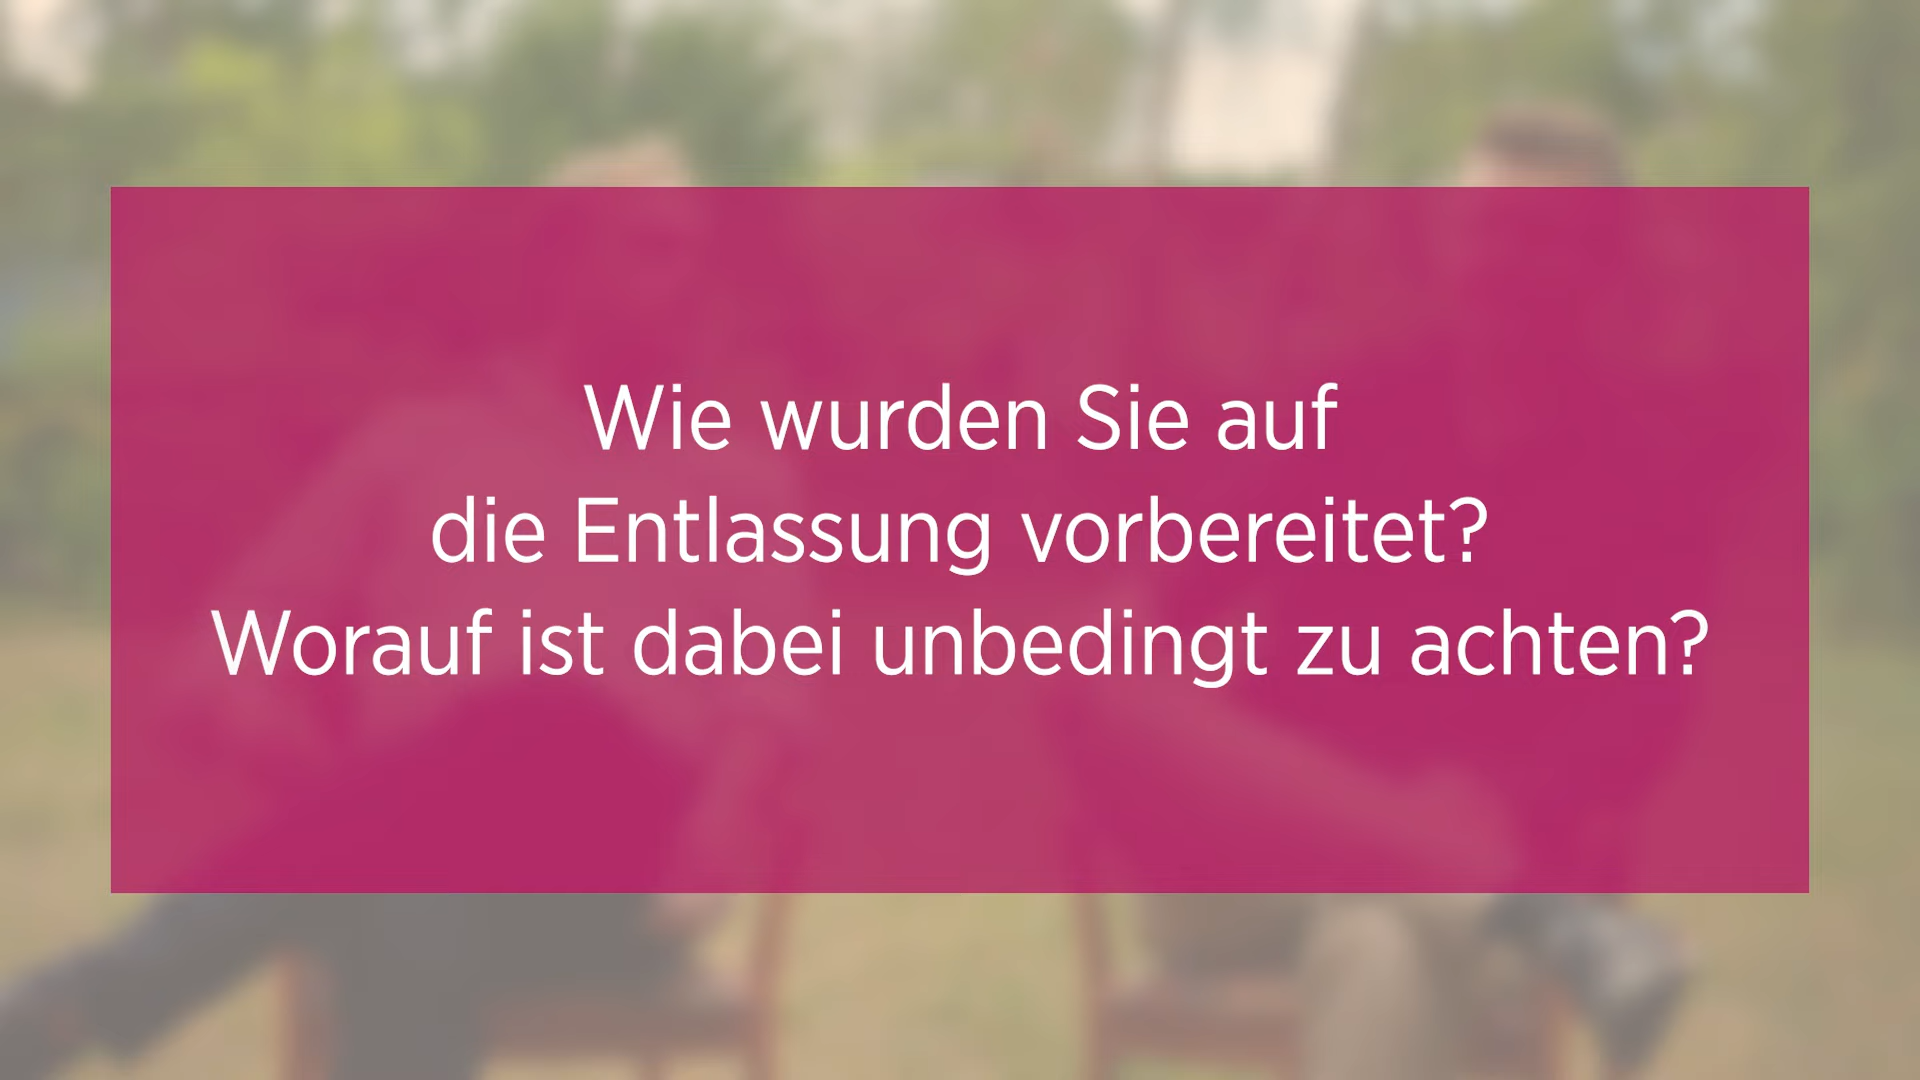 Wie wurden Sie auf
die Entlassung vorbereitet?
Worauf ist dabei unbedingt zu achten?